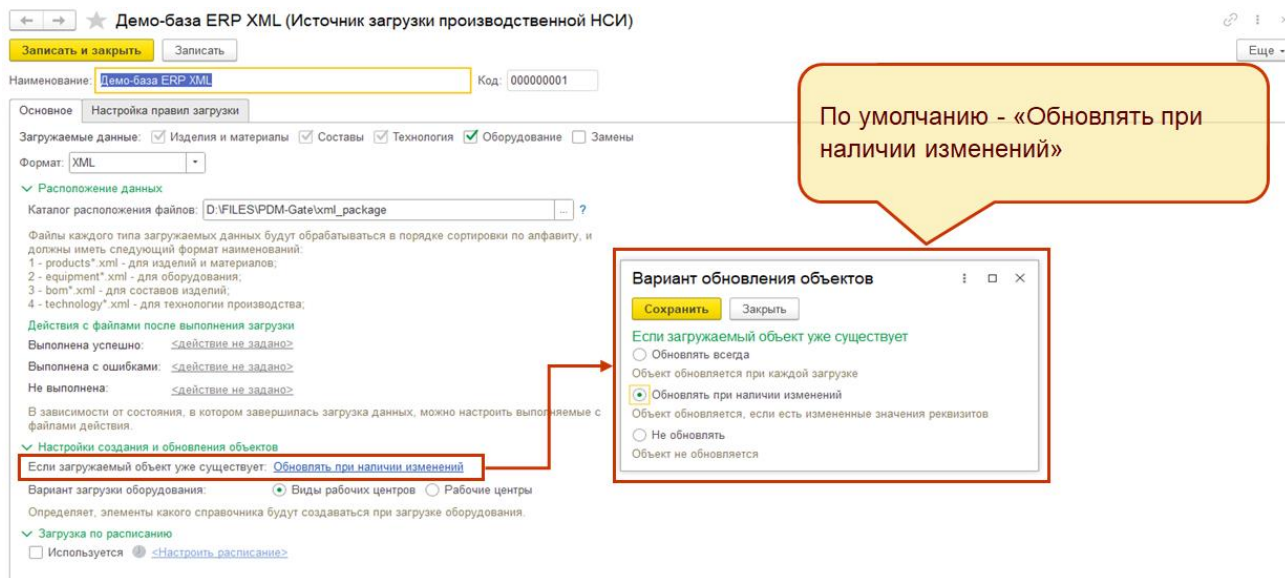 Демо-база ERP XML (Источник загрузки производственной НСИ)
Записать и закрыть
Записать
Еще
Наименование: Демо-база ERP XML
Код: 000000001
Основное
Настройка правил загрузки
Загружаемые данные: Изделия и материалы Составы Технология Оборудование Замены
Формат: XML
Расположение данных
Каталог расположения файлов: D:\FILES\PDM-Gate\xml_package ... ?
Файлы каждого типа загружаемых данных будут обрабатываться в порядке сортировки по алфавиту, и
должны иметь следующий формат наименований:
1 - products*.xml - для изделий и материалов;
2 - equipment*.xml - для оборудования;
3 - bom*.xml - для составов изделий;
4 - technology*.xml - для технологии производства;
Действия с файлами после выполнения загрузки
Выполнена успешно: <действие не задано>
Выполнена с ошибками: <действие не задано>
Не выполнена: <действие не задано>
В зависимости от состояния, в котором завершилась загрузка данных, можно настроить выполняемые с
файлами действия.
Настройки создания и обновления объектов
Если загружаемый объект уже существует: Обновлять при наличии изменений
Вариант загрузки оборудования: Виды рабочих центров Рабочие центры
Определяет, элементы какого справочника будут создаваться при загрузке оборудования.
Загрузка по расписанию
Используется <Настроить расписание>
По умолчанию - «Обновлять при
наличии изменений»
Вариант обновления объектов
Сохранить
Закрыть
Если загружаемый объект уже существует
Обновлять всегда
Объект обновляется при каждой загрузке
Обновлять при наличии изменений
Объект обновляется, если есть измененные значения реквизитов
Не обновлять
Объект не обновляется